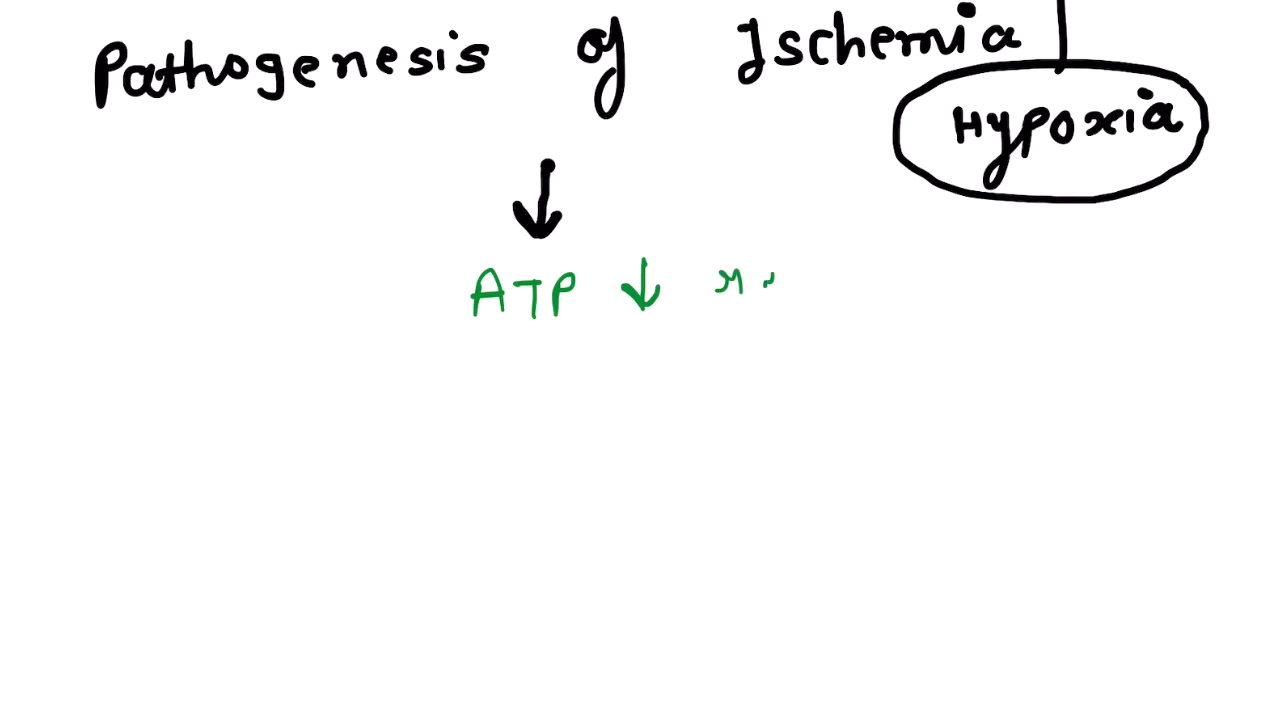 Pathogenesis of Ischemia |
Hypoxia
ATP ↓